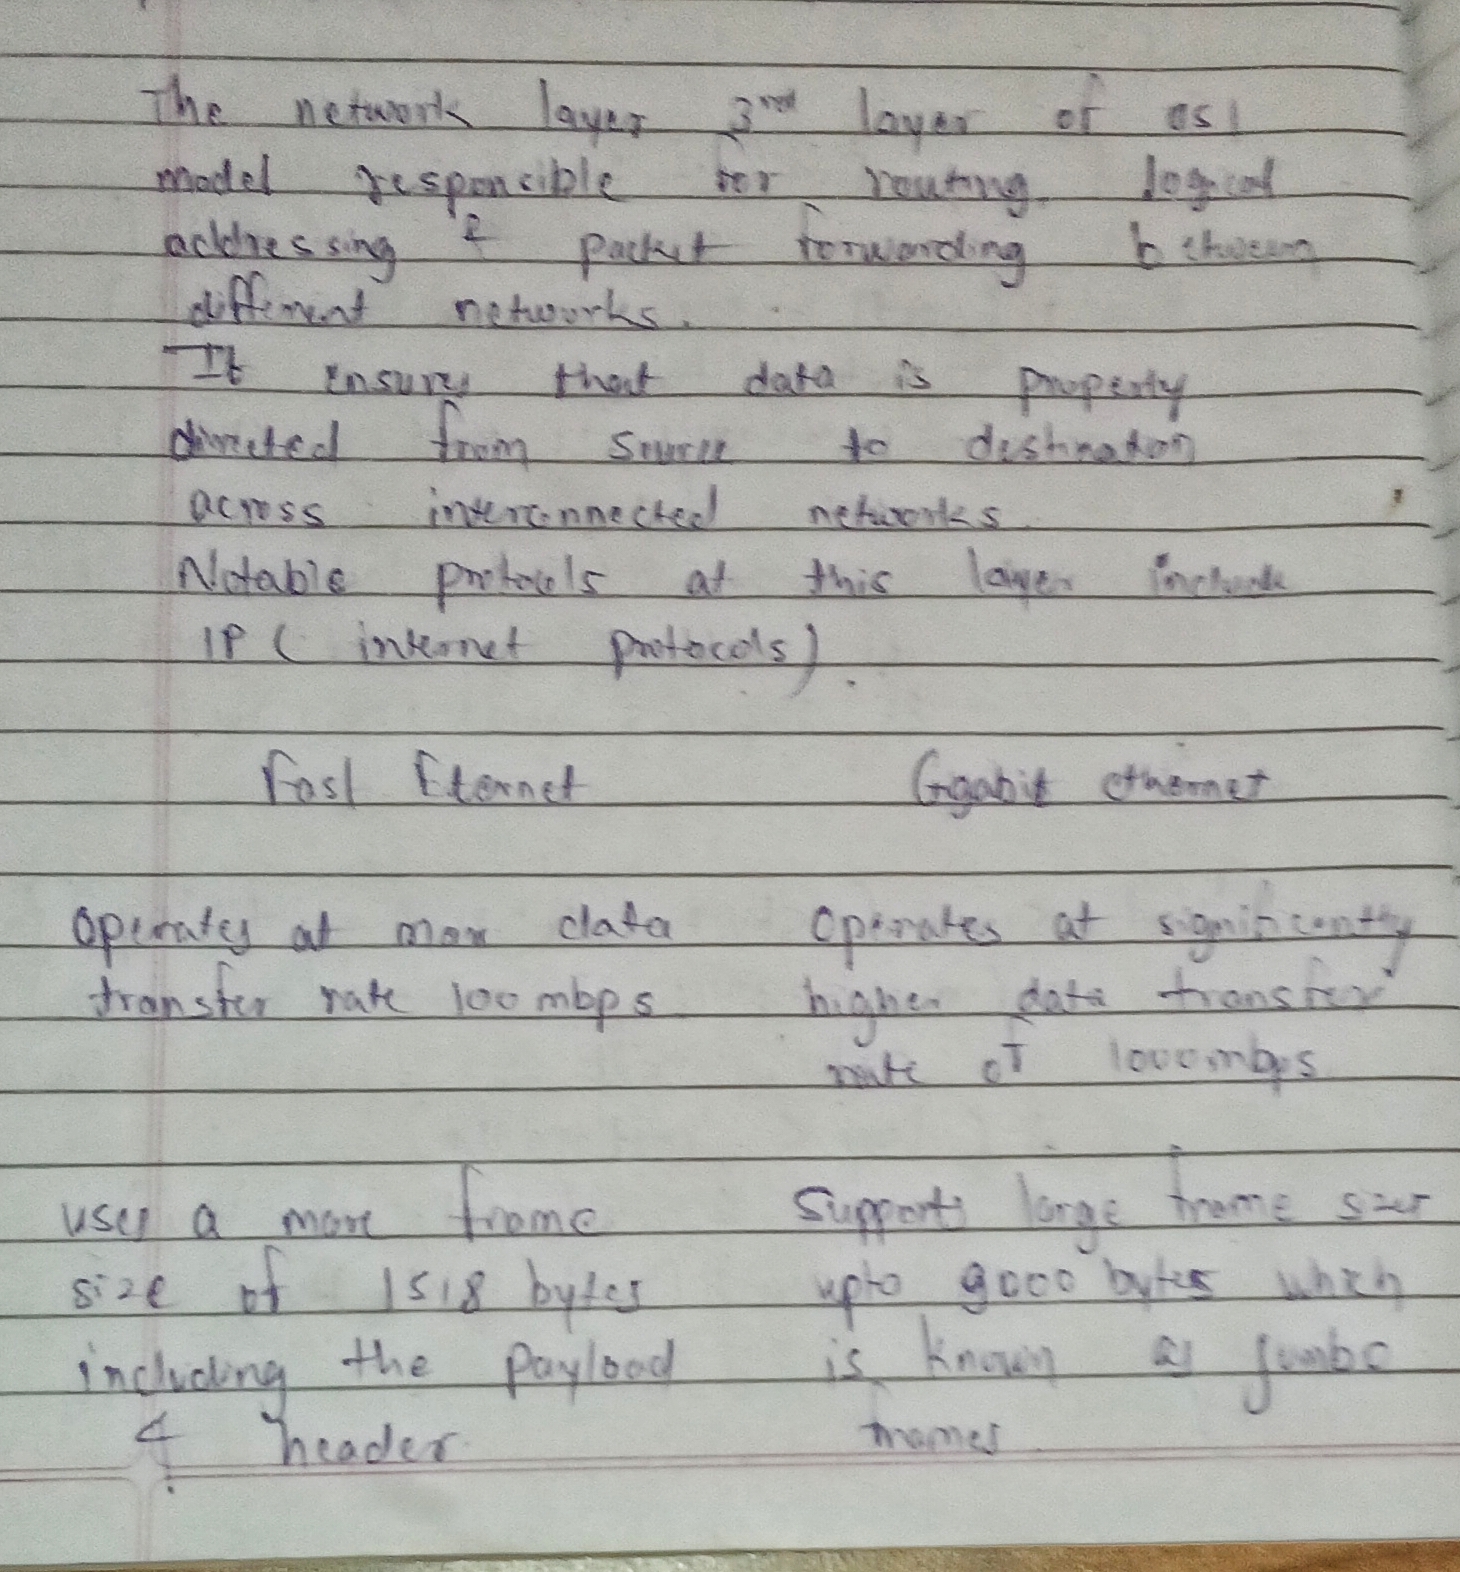 The network layer 3rd layer of OSI
model responcible for routing logical
addressing & packet forwarding between
different networks.
It ensures that data is property
directed from source to destination
across interconnected networks
Notable protocols at this layer include
IP ( internet protocols).
Fast Eternet Gigabit ethernet
Operates at max data Operates at significantly
transfer rate 100 mbps higher data transfer
rate of 1000mbps
uses a more frame Supports large frame sizes
size of 1518 bytes upto 9000 bytes which
including the payload is known as jumbo
& header frames